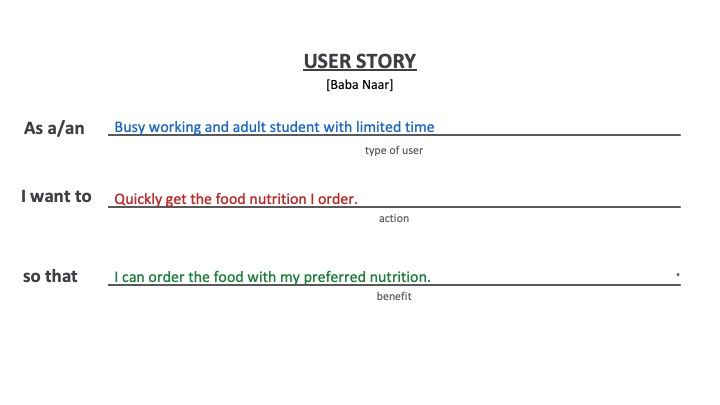 USER STORY
[Baba Naar]
As a/an Busy working and adult student with limited time
type of user
I want to Quickly get the food nutrition I order.
action
so that I can order the food with my preferred nutrition. .
benefit